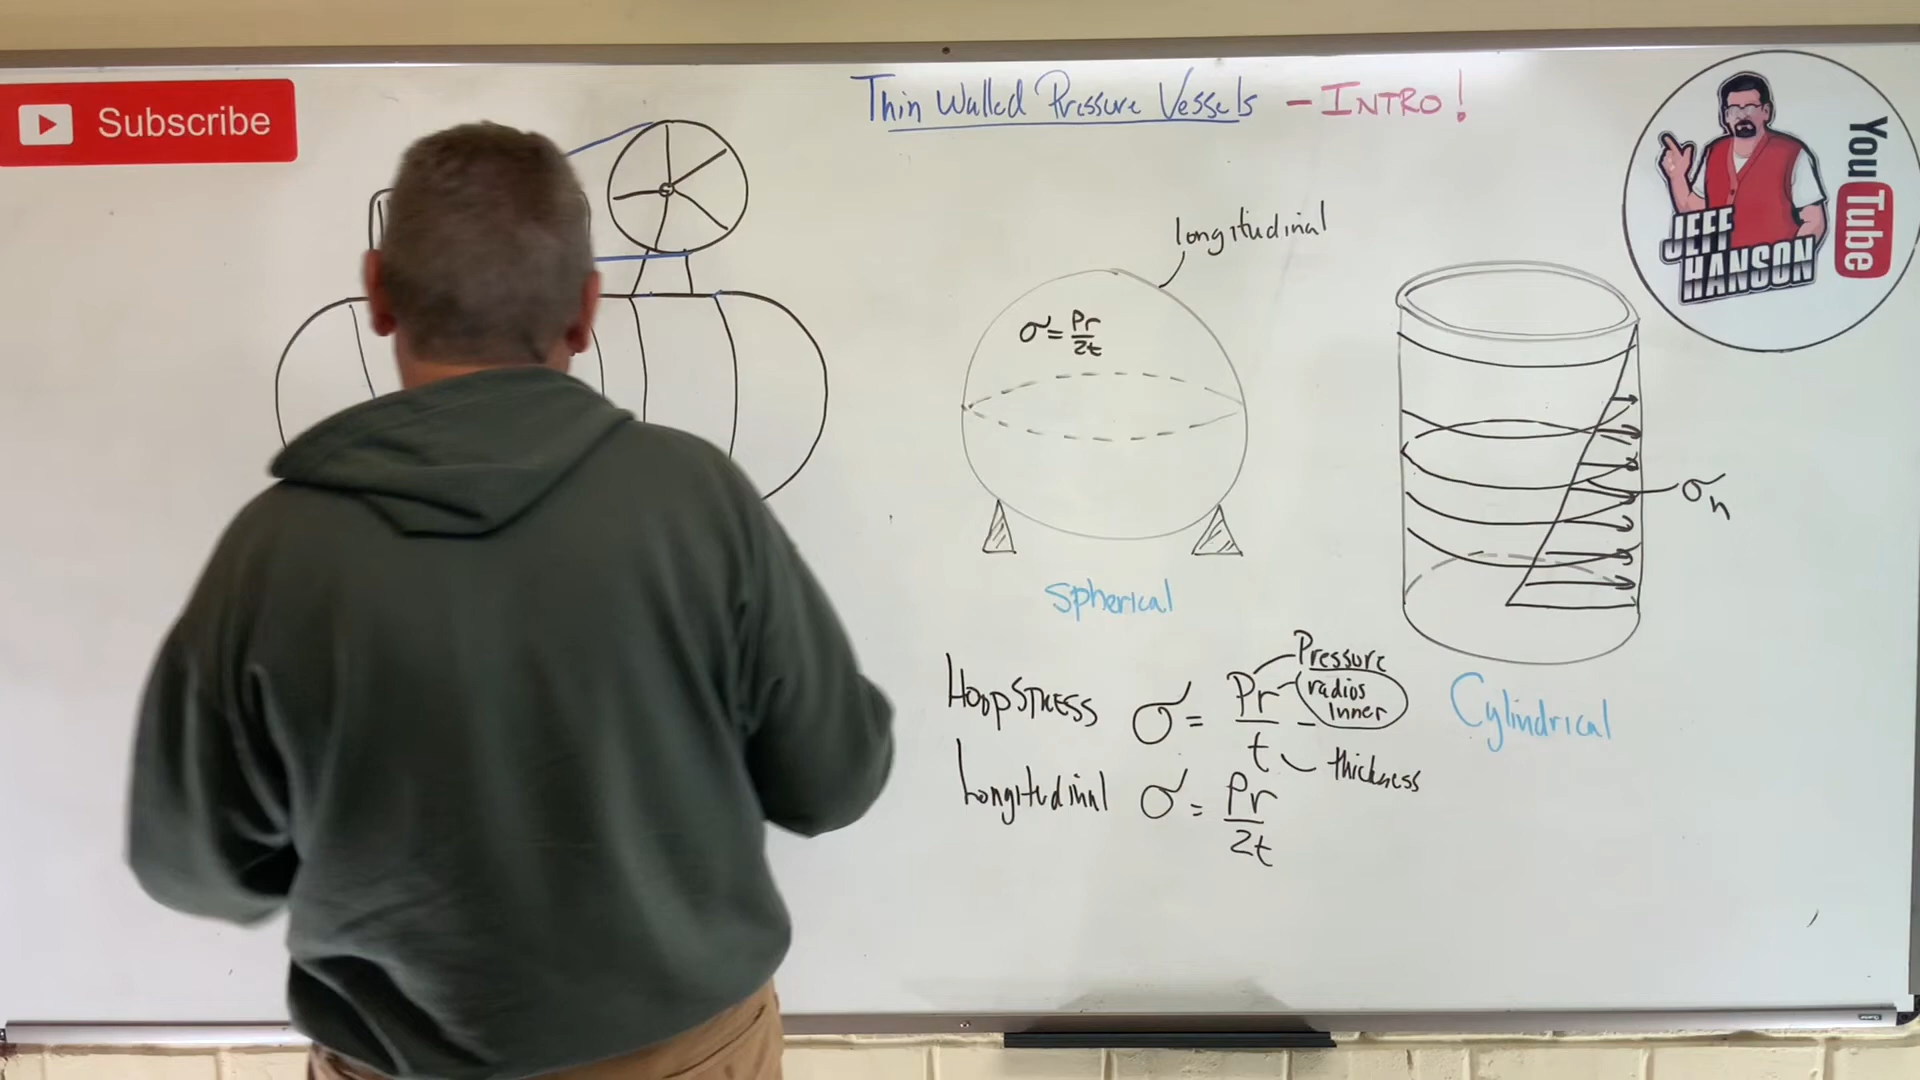 Subscribe
Thin Walled Pressure Vessels - INTRO!
YouTube
JEFF
HANSON
longitudinal
σ = Pr/2t
σh
Spherical
Cylindrical
Hoop STRESS σ = Pr/t
Pressure
radios
Inner
thickness
Longitudinal σ = Pr/2t